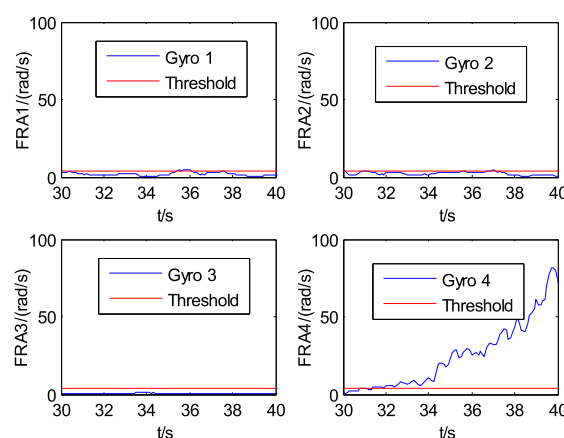 100
50
0
FRA1/(rad/s)
Gyro 1
Threshold
30 32 34 36 38 40
t/s
100
50
0
FRA2/(rad/s)
Gyro 2
Threshold
30 32 34 36 38 40
t/s
100
50
0
FRA3/(rad/s)
Gyro 3
Threshold
30 32 34 36 38 40
t/s
100
50
0
FRA4/(rad/s)
Gyro 4
Threshold
30 32 34 36 38 40
t/s